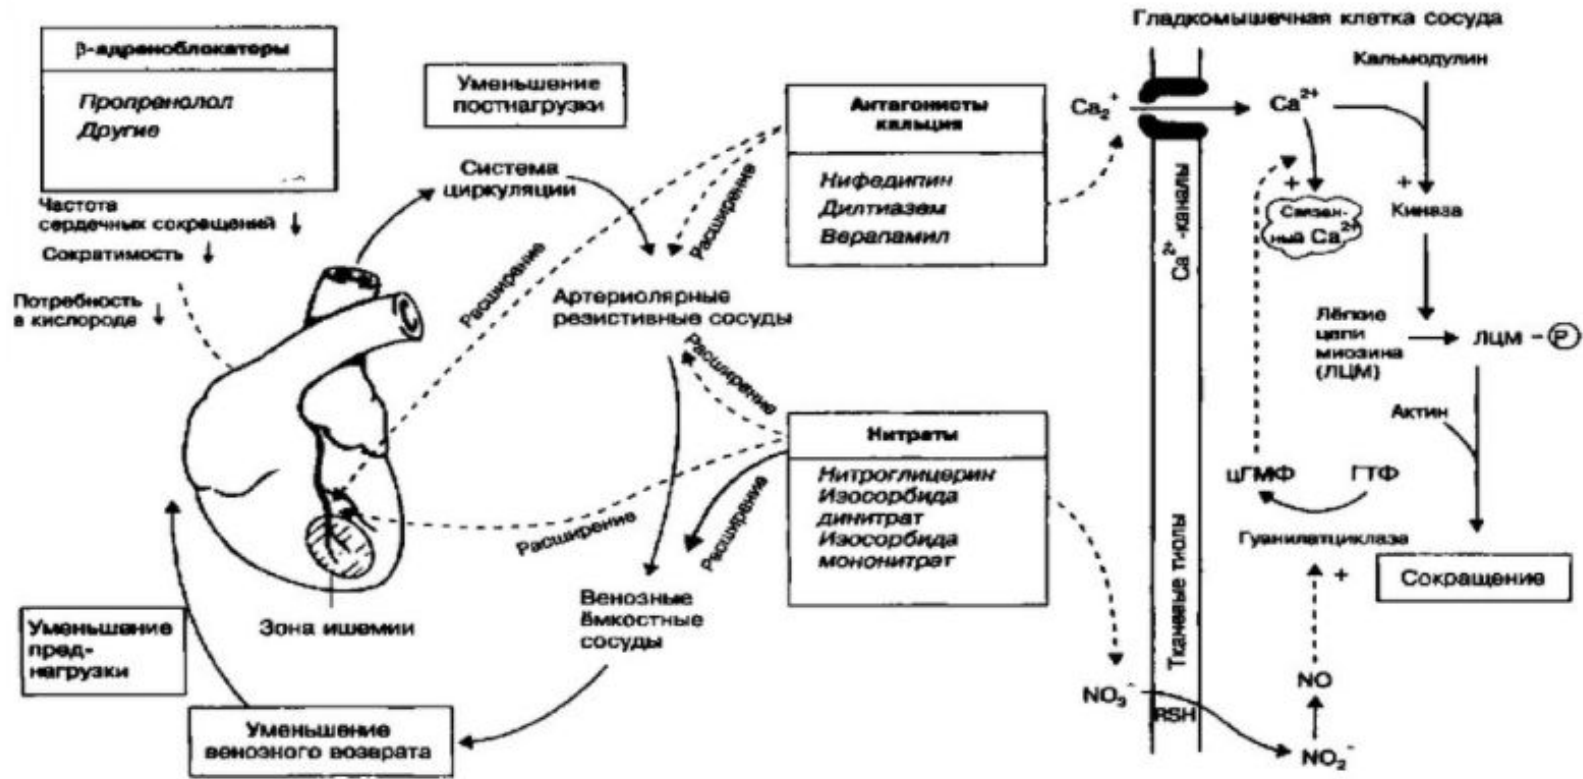 Гладкомышечная клетка сосуда
β-адреноблокаторы
Пропранолол
Другие
Частота
сердечных сокращений ↓
Сократимость ↓
Потребность ↓
в кислороде
Уменьшение
постнагрузки
Система
циркуляции
Расширение
Расширение
Артериолярные
резистивные сосуды
Расширение
Расширение
Расширение
Антагонисты
кальция
Нифедипин
Дилтиазем
Верапамил
Нитраты
Нитроглицерин
Изосорбида
динитрат
Изосорбида
мононитрат
Венозные
ёмкостные
сосуды
Зона ишемии
Уменьшение
пред-
нагрузки
Уменьшение
венозного возврата
Ca₂⁺
Ca²⁺-каналы
Тканевые тиолы
RSH
Ca²⁺
Кальмодулин
+
+
Связан-
ный Ca²⁺
Киназа
Лёгкие
цепи
миозина
(ЛЦМ)
ЛЦМ – P
Актин
цГМФ
ГТФ
Гуанилатциклаза
+
Сокращение
NO
NO₃⁻
NO₂⁻